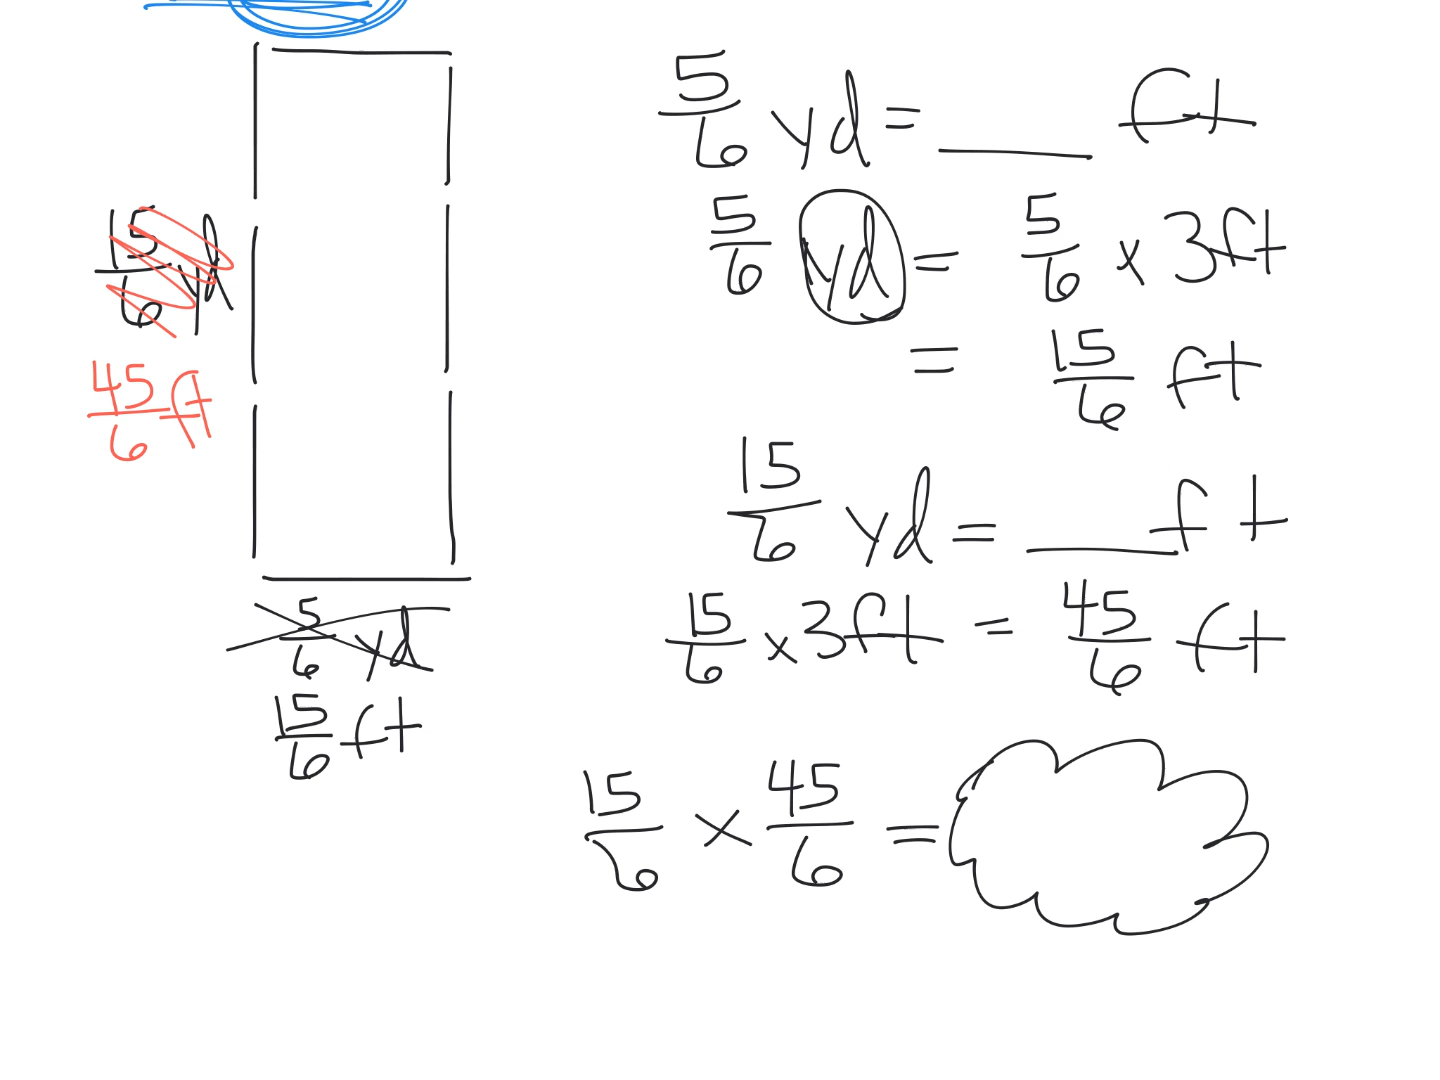 5/6 yd = ___ ft
5/6 yd = 5/6 x 3ft
= 15/6 ft
15/6 yd
45/6 ft
15/6 yd = ___ ft
15/6 x 3ft = 45/6 ft
5/6 yd
15/6 ft
15/6 x 45/6 =